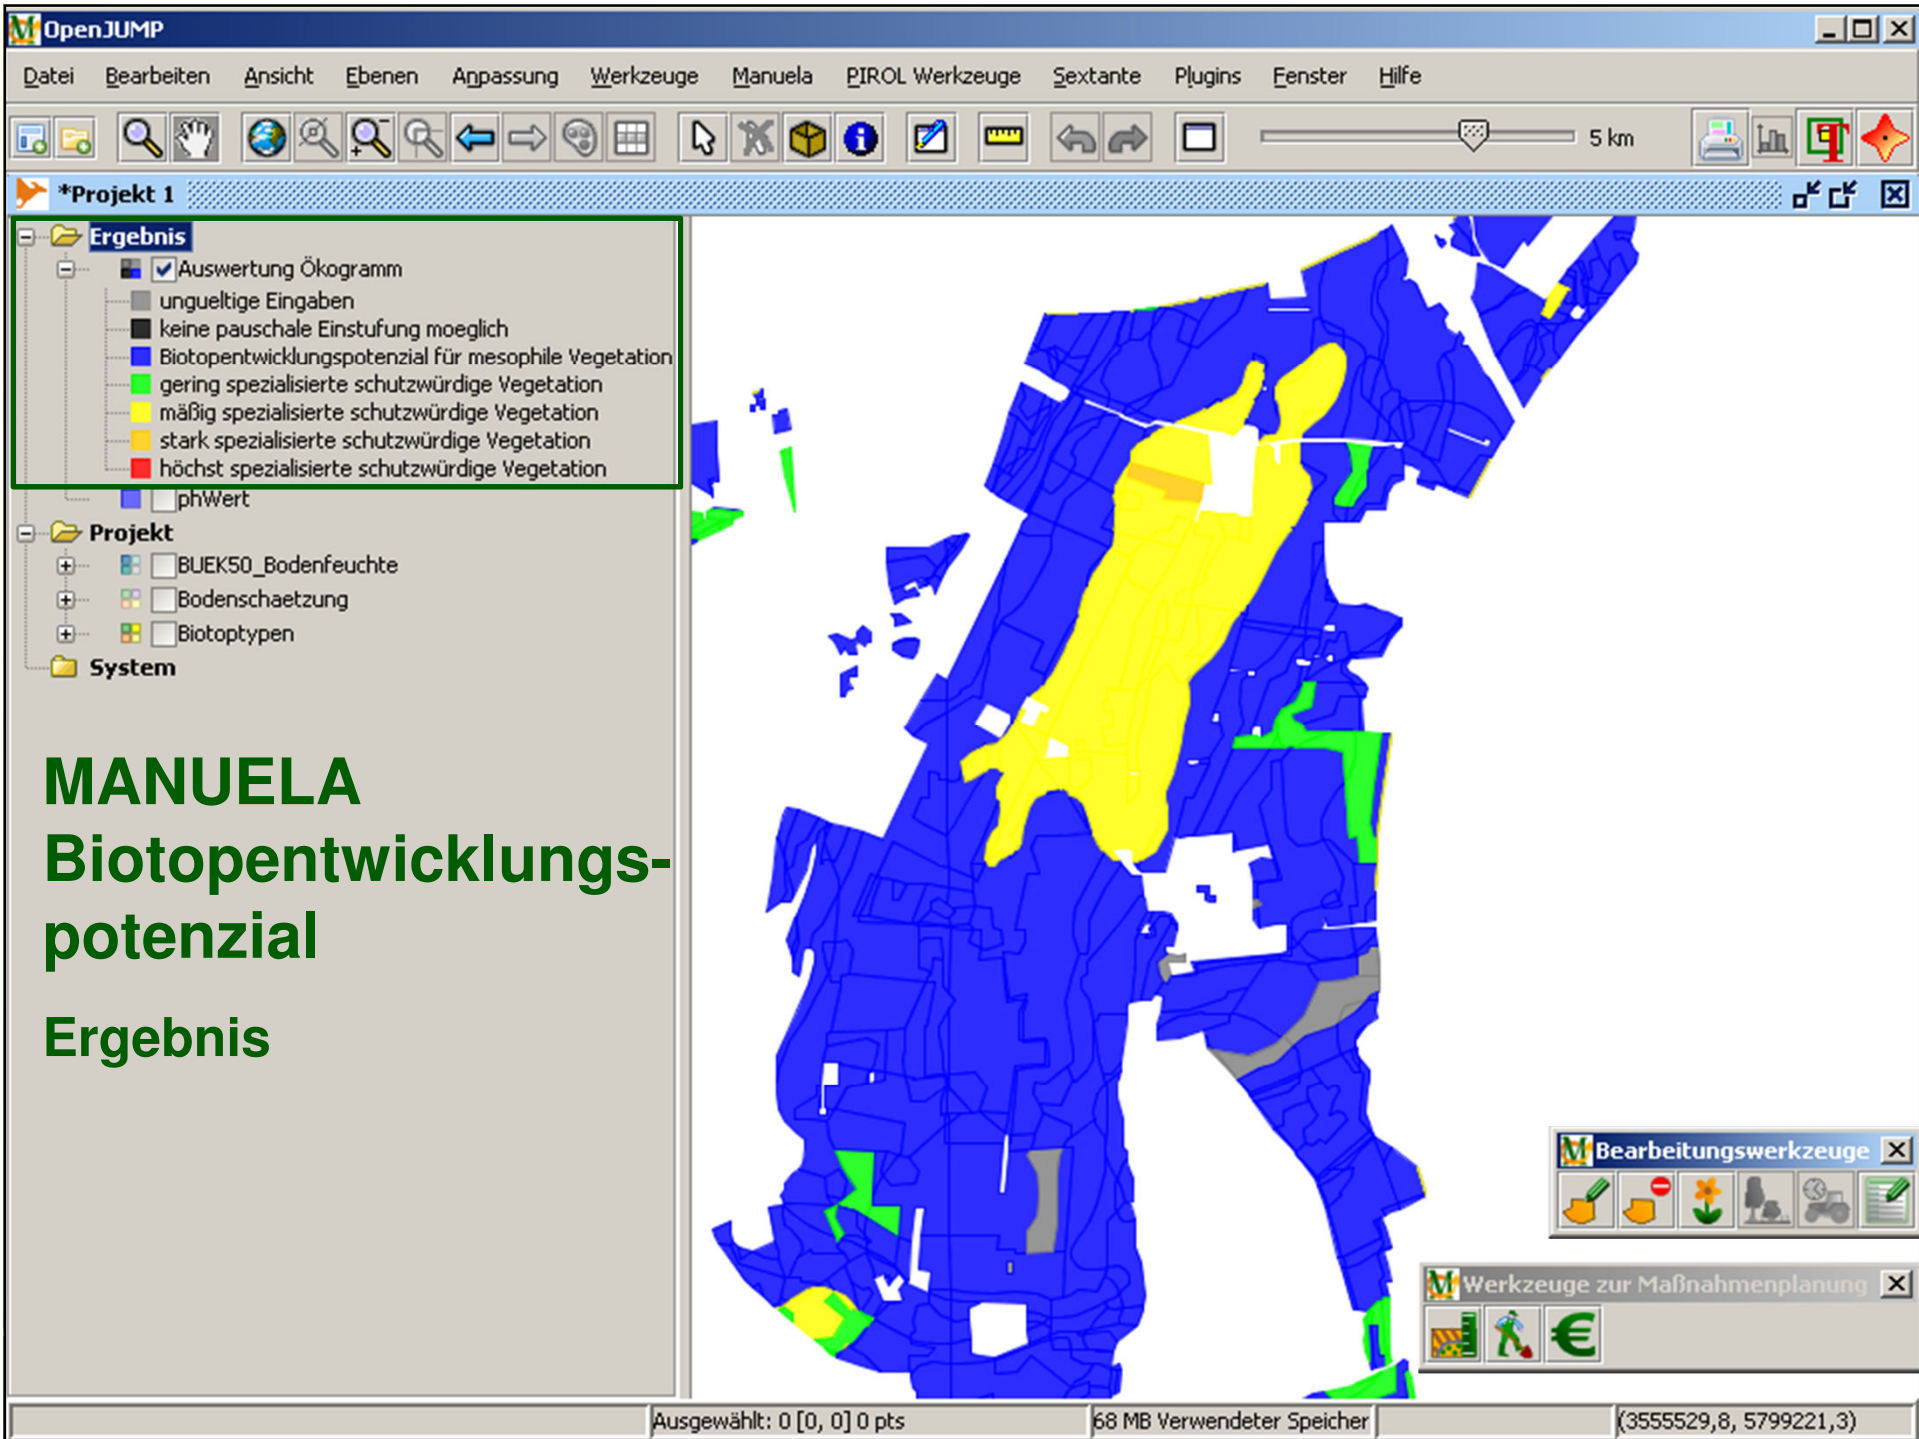 OpenJUMP
Datei Bearbeiten Ansicht Ebenen Anpassung Werkzeuge Manuela PIROL Werkzeuge Sextante Plugins Fenster Hilfe
5 km
*Projekt 1
Ergebnis
Auswertung Ökogramm
ungueltige Eingaben
keine pauschale Einstufung moeglich
Biotopentwicklungspotenzial für mesophile Vegetation
gering spezialisierte schutzwürdige Vegetation
mäßig spezialisierte schutzwürdige Vegetation
stark spezialisierte schutzwürdige Vegetation
höchst spezialisierte schutzwürdige Vegetation
phWert
Projekt
BUEK50_Bodenfeuchte
Bodenschaetzung
Biotoptypen
System
MANUELA
Biotopentwicklungs-
potenzial
Ergebnis
Bearbeitungswerkzeuge
Werkzeuge zur Maßnahmenplanung
Ausgewählt: 0 [0, 0] 0 pts
68 MB Verwendeter Speicher
(3555529,8, 5799221,3)